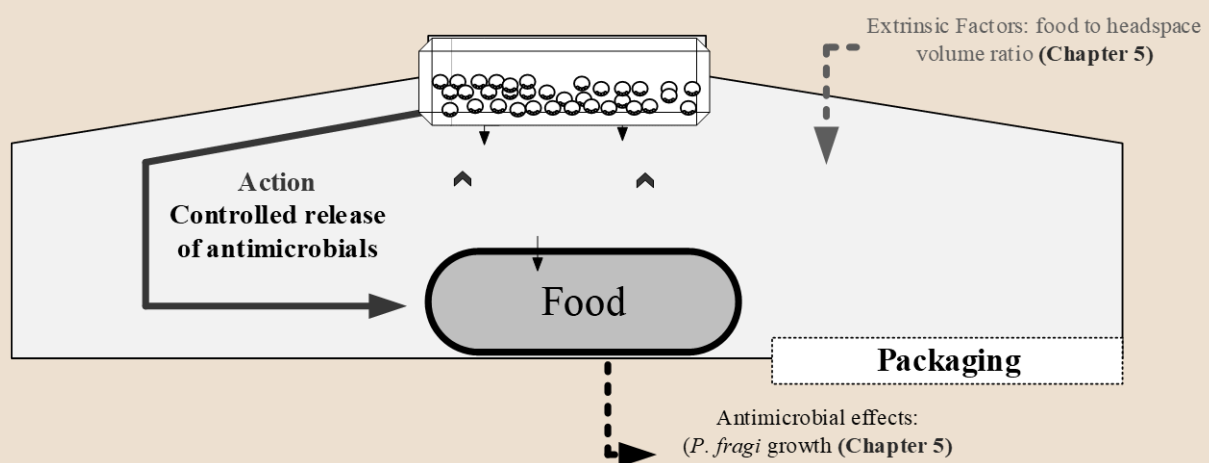 Extrinsic Factors: food to headspace
volume ratio (Chapter 5)
Action
Controlled release
of antimicrobials
Food
Packaging
Antimicrobial effects:
(P. fragi growth (Chapter 5)